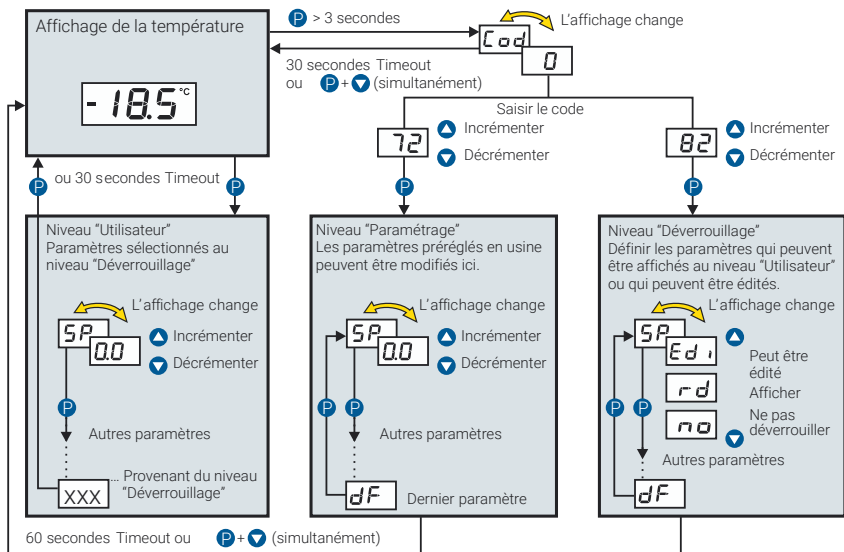 Affichage de la température
P > 3 secondes
L'affichage change
Cod
0
30 secondes Timeout
ou P + (simultanément)
-18.5 °C
Saisir le code
72
Incrémenter
Décrémenter
82
Incrémenter
Décrémenter
P ou 30 secondes Timeout P
P
P
Niveau "Utilisateur"
Paramètres sélectionnés au
niveau "Déverrouillage"
L'affichage change
SP
0.0
Incrémenter
Décrémenter
P
Autres paramètres
... Provenant du niveau
"Déverrouillage"
XXX
Niveau "Paramétrage"
Les paramètres préréglés en usine
peuvent être modifiés ici.
L'affichage change
SP
0.0
Incrémenter
Décrémenter
P P
Autres paramètres
dF Dernier paramètre
Niveau "Déverrouillage"
Définir les paramètres qui peuvent
être affichés au niveau "Utilisateur"
ou qui peuvent être édités.
L'affichage change
SP
Edi
Peut être
édité
rd Afficher
P P
no
Ne pas
déverrouiller
Autres paramètres
dF
60 secondes Timeout ou P + (simultanément)